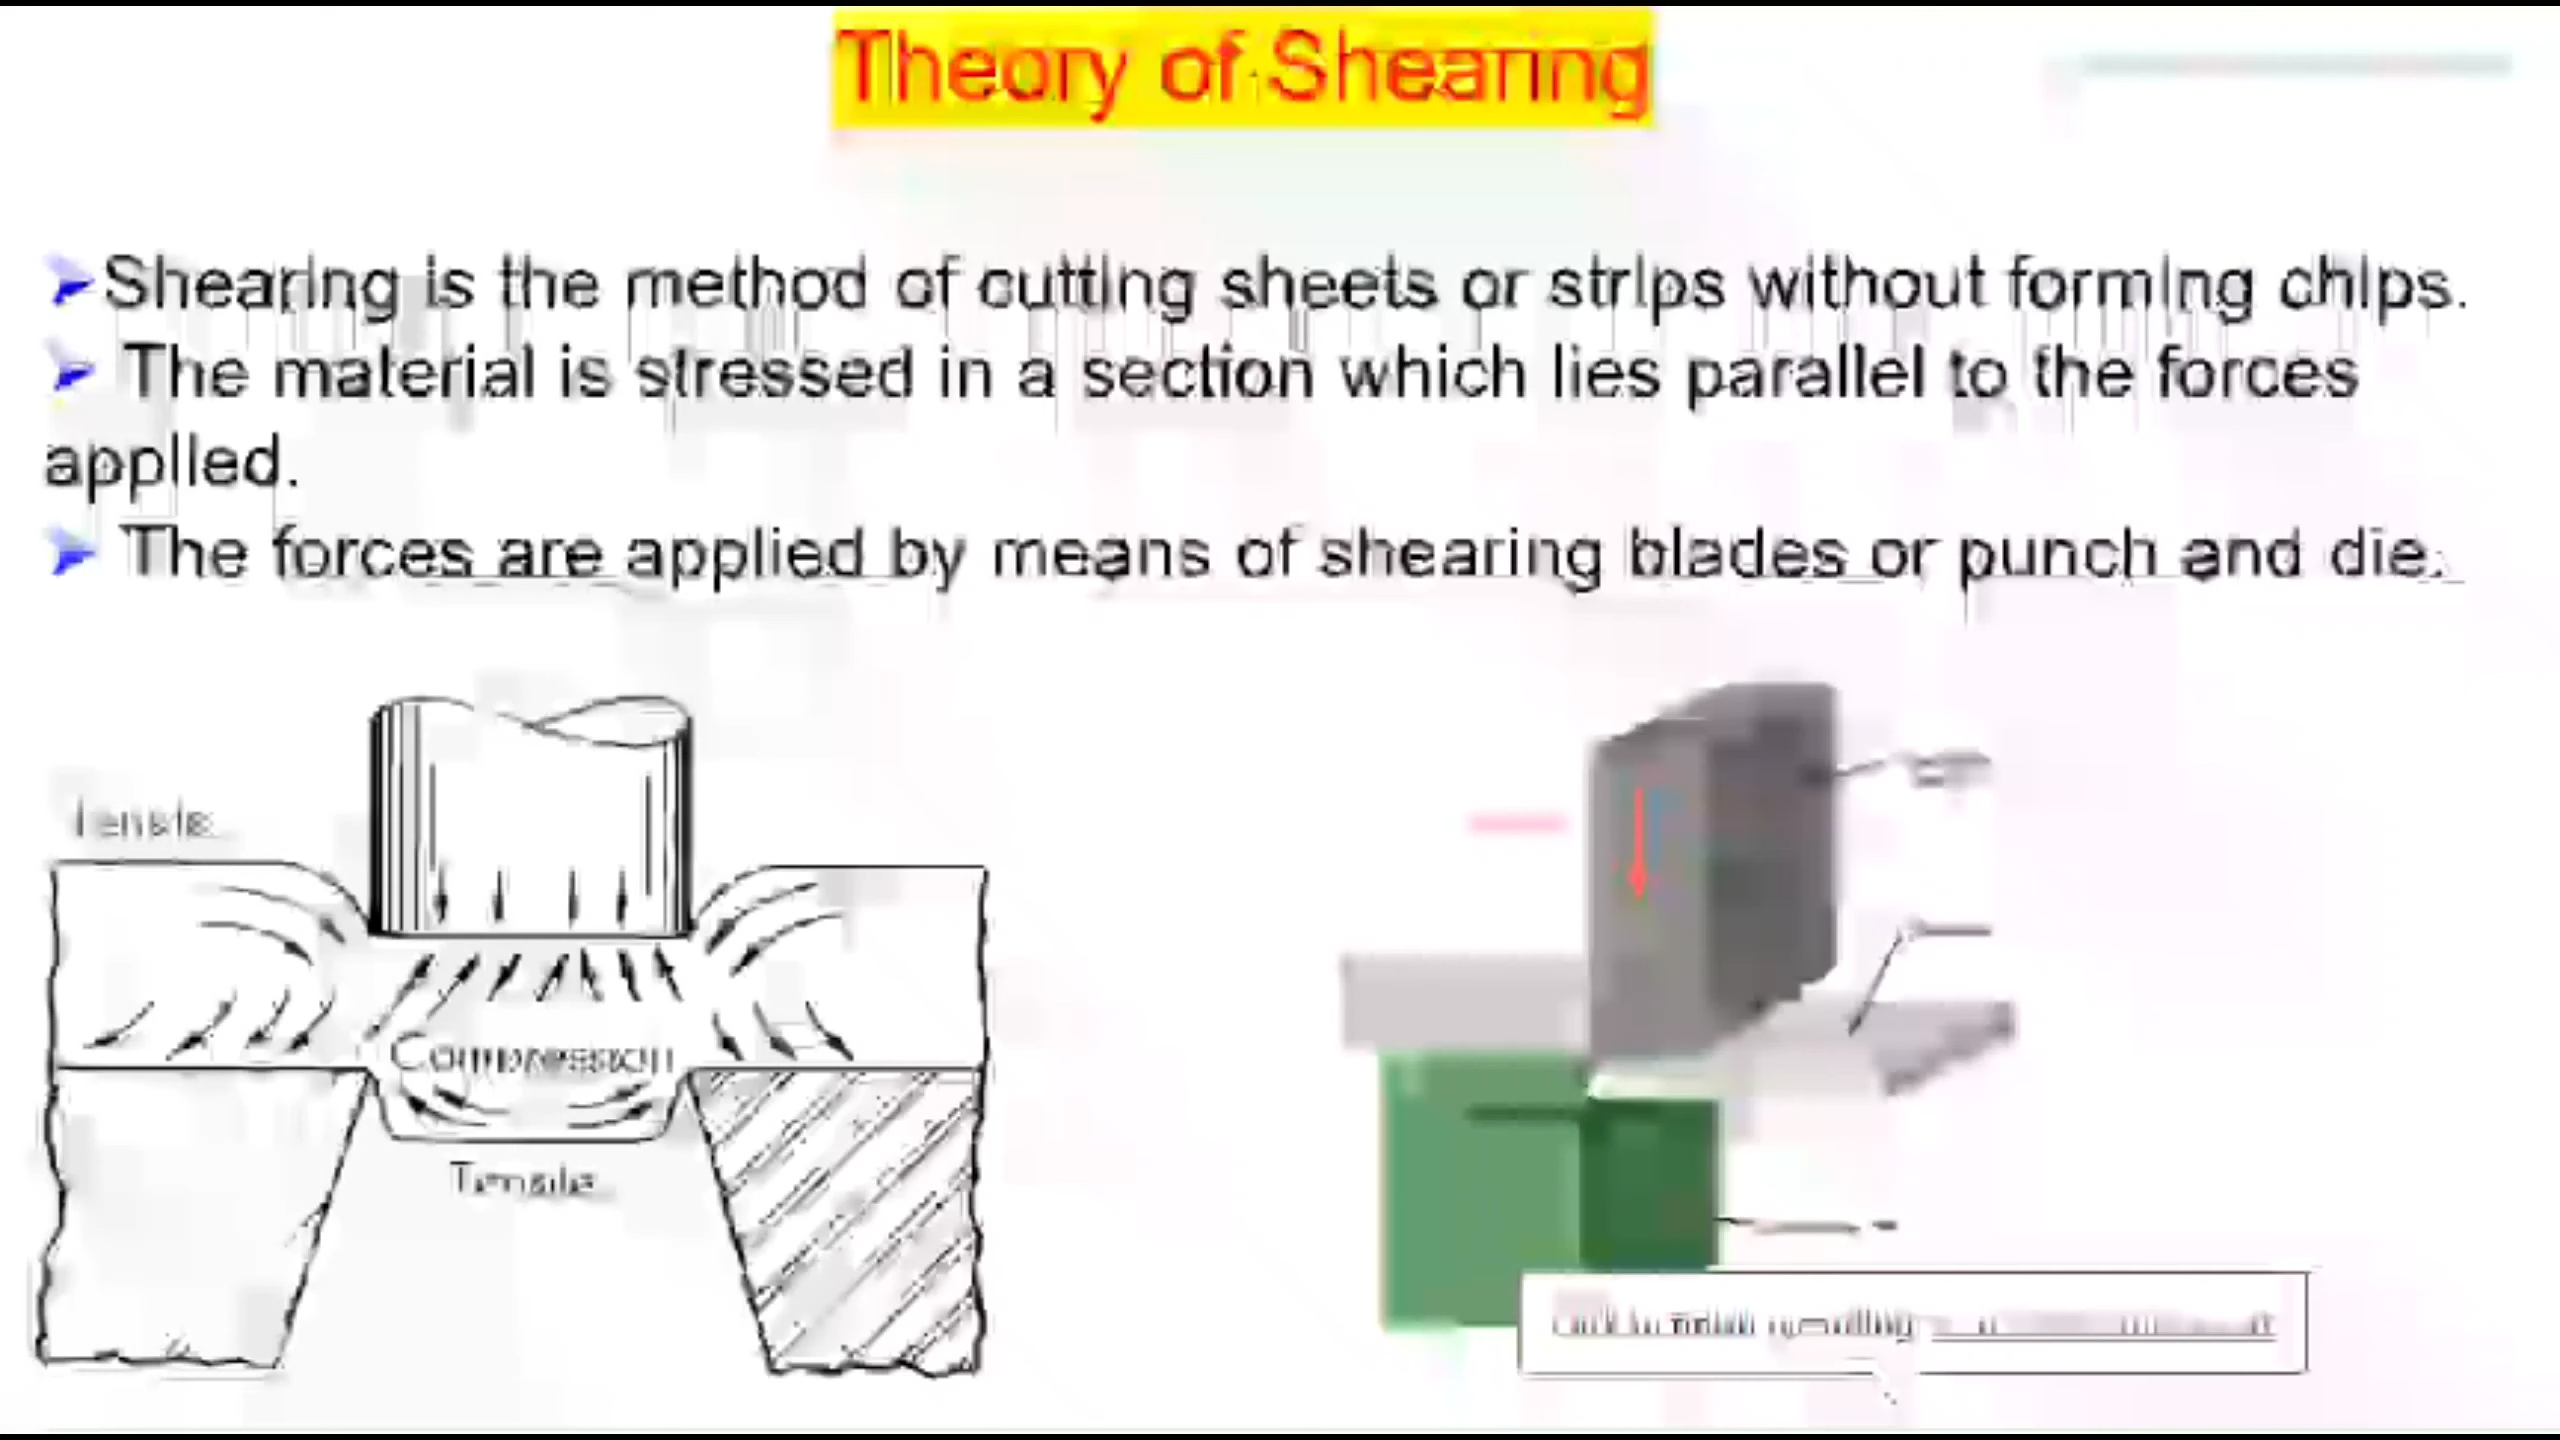 Theory of Shearing
➢Shearing is the method of cutting sheets or strips without forming chips.
➢ The material is stressed in a section which lies parallel to the forces
applied.
➢ The forces are applied by means of shearing blades or punch and die.
Tensile
Compression
Tensile